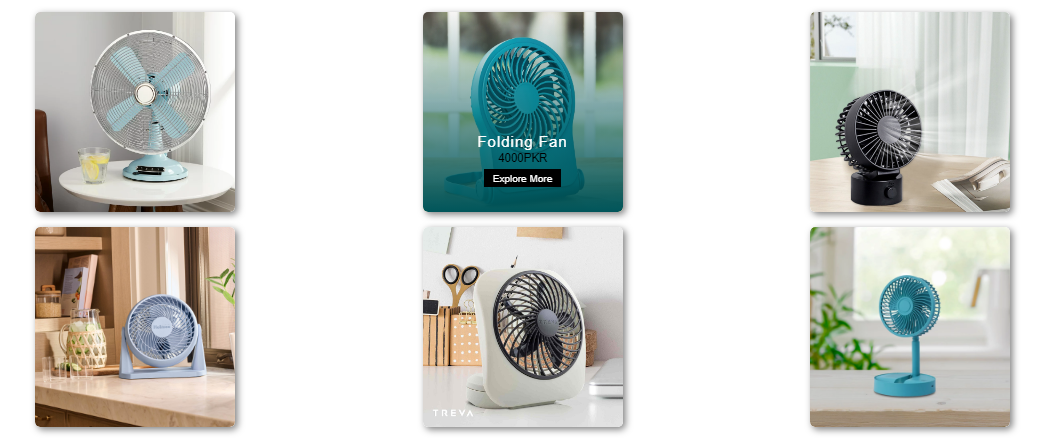 Folding Fan
4000PKR
Explore More
TREVA